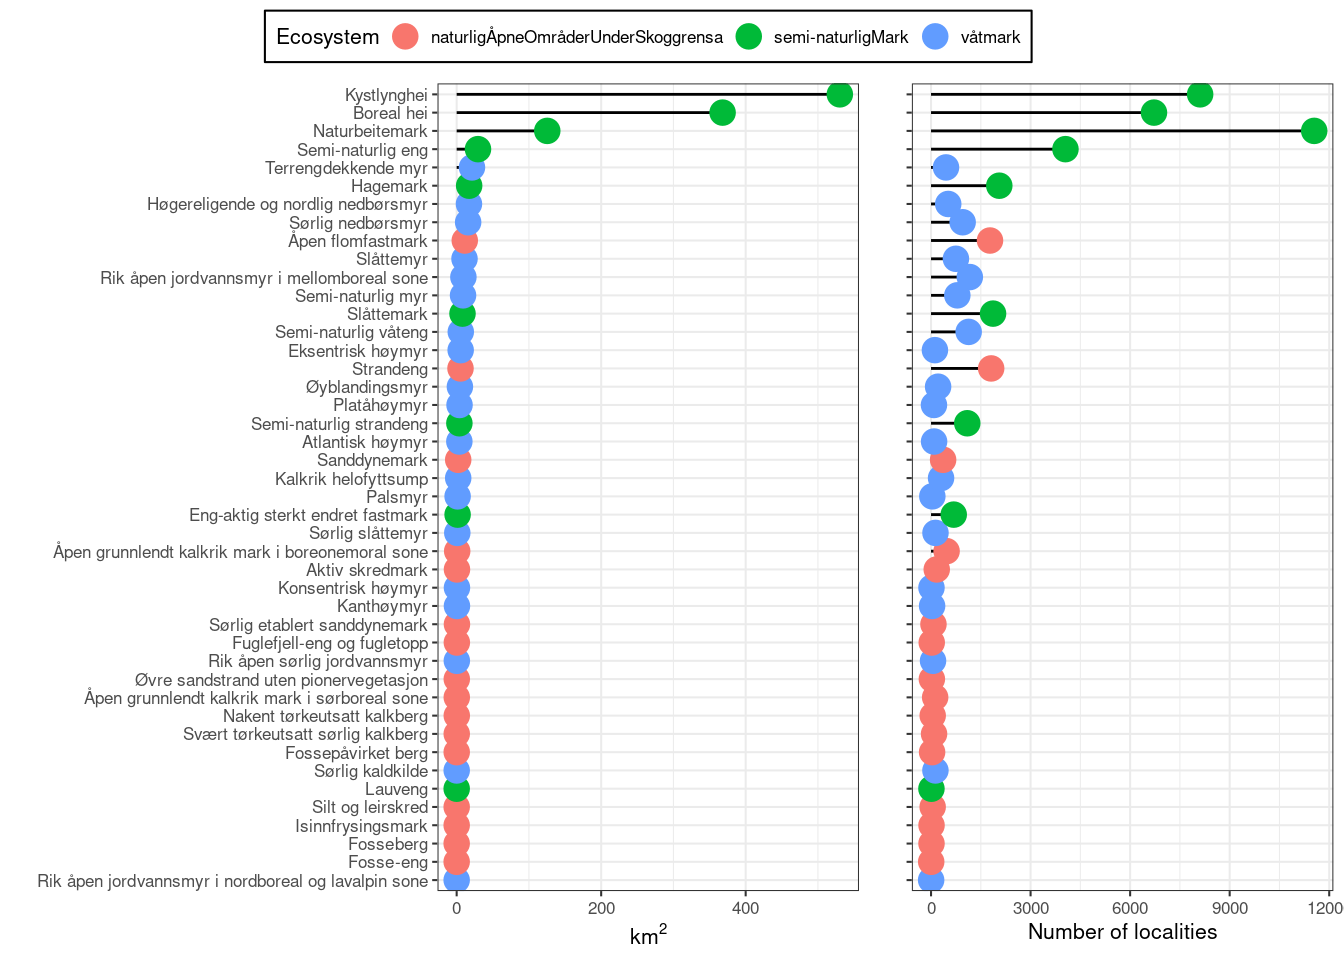 Ecosystem naturligÅpneOmråderUnderSkoggrensa semi-naturligMark våtmark
Kystlynghei
Boreal hei
Naturbeitemark
Semi-naturlig eng
Terrengdekkende myr
Hagemark
Høgereligende og nordlig nedbørsmyr
Sørlig nedbørsmyr
Åpen flomfastmark
Slåttemyr
Rik åpen jordvannsmyr i mellomboreal sone
Semi-naturlig myr
Slåttemark
Semi-naturlig våteng
Eksentrisk høymyr
Strandeng
Øyblandingsmyr
Platåhøymyr
Semi-naturlig strandeng
Atlantisk høymyr
Sanddynemark
Kalkrik helofyttsump
Palsmyr
Eng-aktig sterkt endret fastmark
Sørlig slåttemyr
Åpen grunnlendt kalkrik mark i boreonemoral sone
Aktiv skredmark
Konsentrisk høymyr
Kanthøymyr
Sørlig etablert sanddynemark
Fuglefjell-eng og fugletopp
Rik åpen sørlig jordvannsmyr
Øvre sandstrand uten pionervegetasjon
Åpen grunnlendt kalkrik mark i sørboreal sone
Nakent tørkeutsatt kalkberg
Svært tørkeutsatt sørlig kalkberg
Fossepåvirket berg
Sørlig kaldkilde
Lauveng
Silt og leirskred
Isinnfrysingsmark
Fosseberg
Fosse-eng
Rik åpen jordvannsmyr i nordboreal og lavalpin sone
0 200 400
km²
0 3000 6000 9000 1200
Number of localities